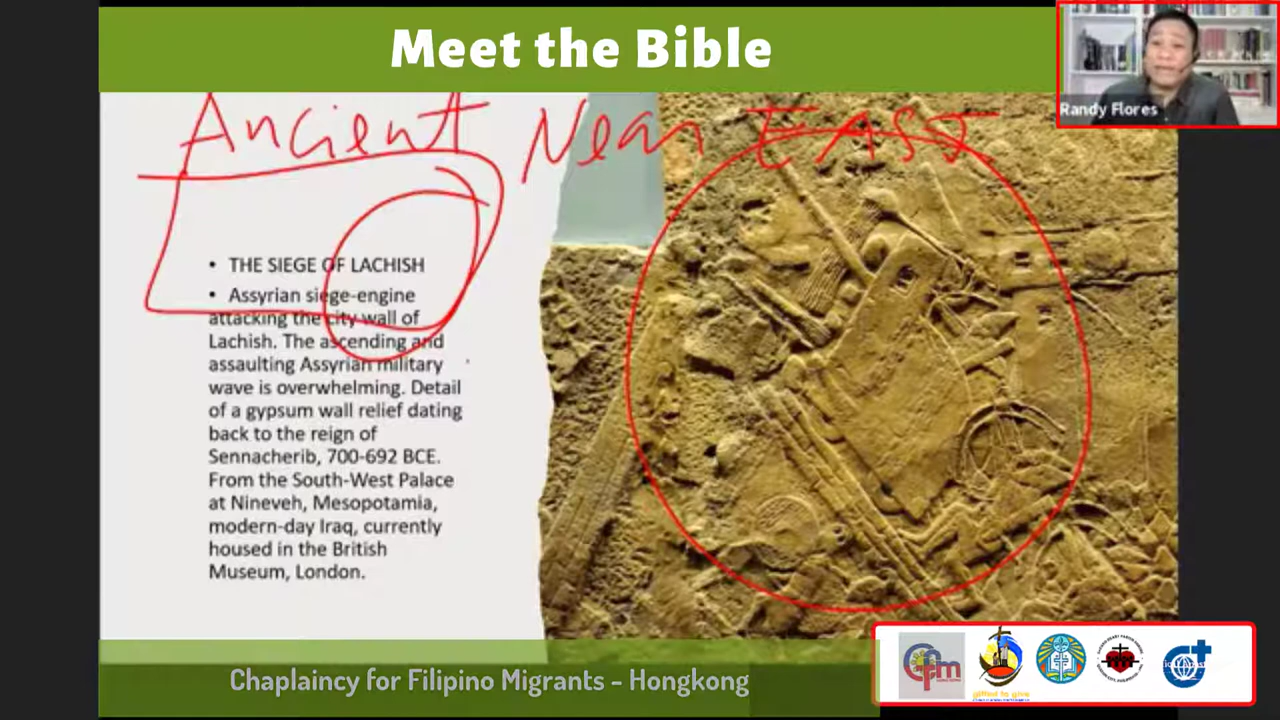 Meet the Bible
Randy Flores
Ancient Near EAST
• THE SIEGE OF LACHISH
• Assyrian siege-engine
attacking the city wall of
Lachish. The ascending and
assaulting Assyrian military
wave is overwhelming. Detail
of a gypsum wall relief dating
back to the reign of
Sennacherib, 700-692 BCE.
From the South-West Palace
at Nineveh, Mesopotamia,
modern-day Iraq, currently
housed in the British
Museum, London.
gifted to give
Chaplaincy for Filipino Migrants - Hongkong